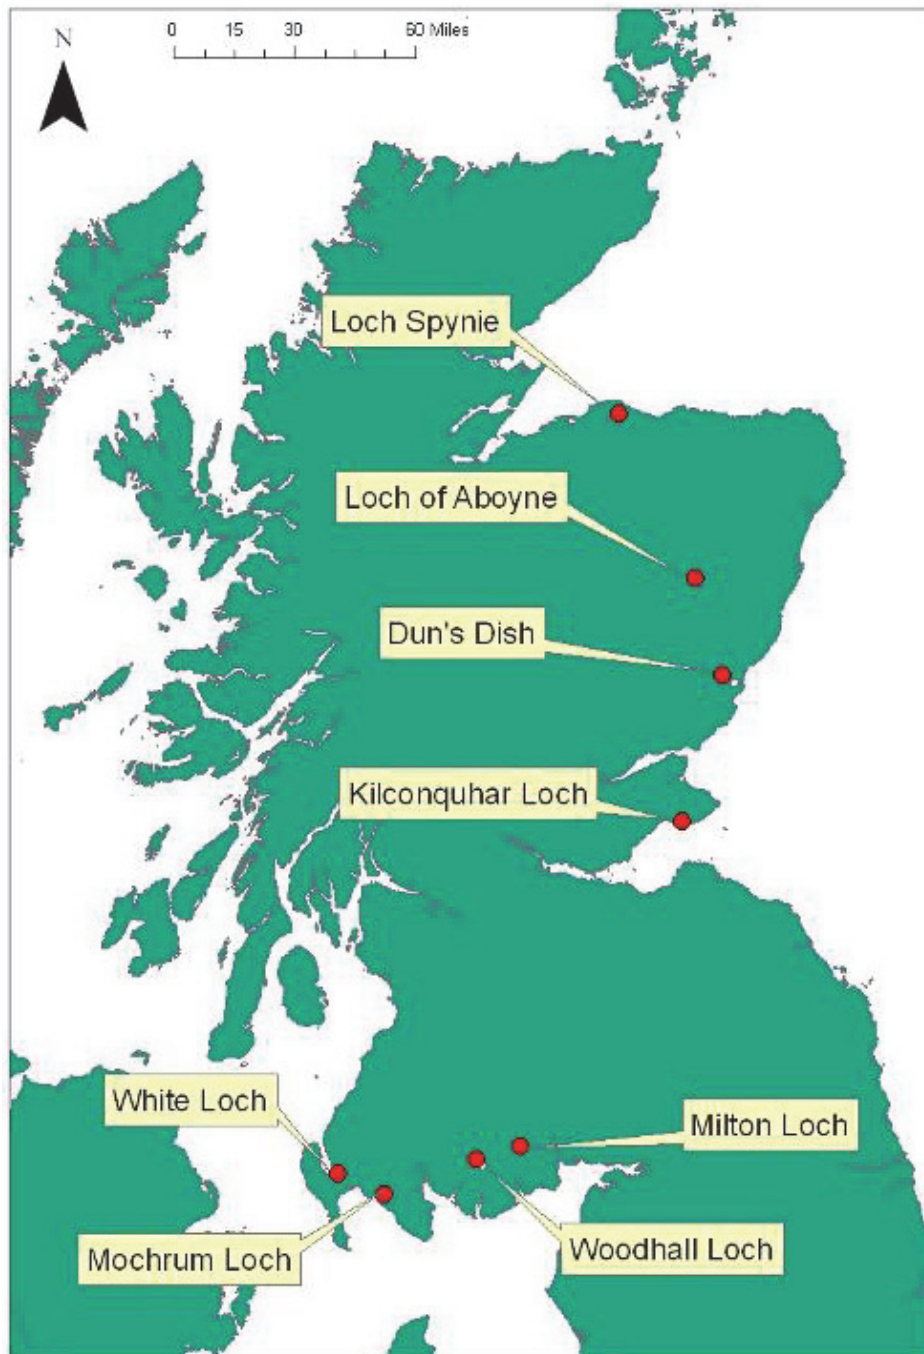 N
0 15 30 60 Miles
Loch Spynie
Loch of Aboyne
Dun's Dish
Kilconquhar Loch
White Loch
Milton Loch
Mochrum Loch
Woodhall Loch